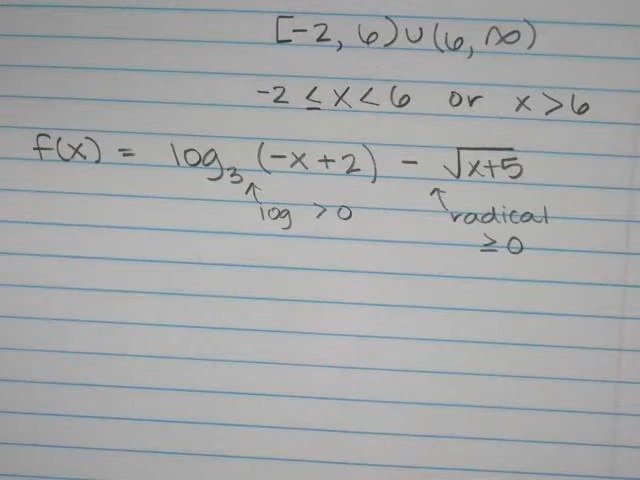 [-2, 6) ∪ (6, ∞)
-2 ≤ x < 6 or x > 6
f(x) = log₃ (-x + 2) - √(x+5)
log > 0
radical
≥ 0